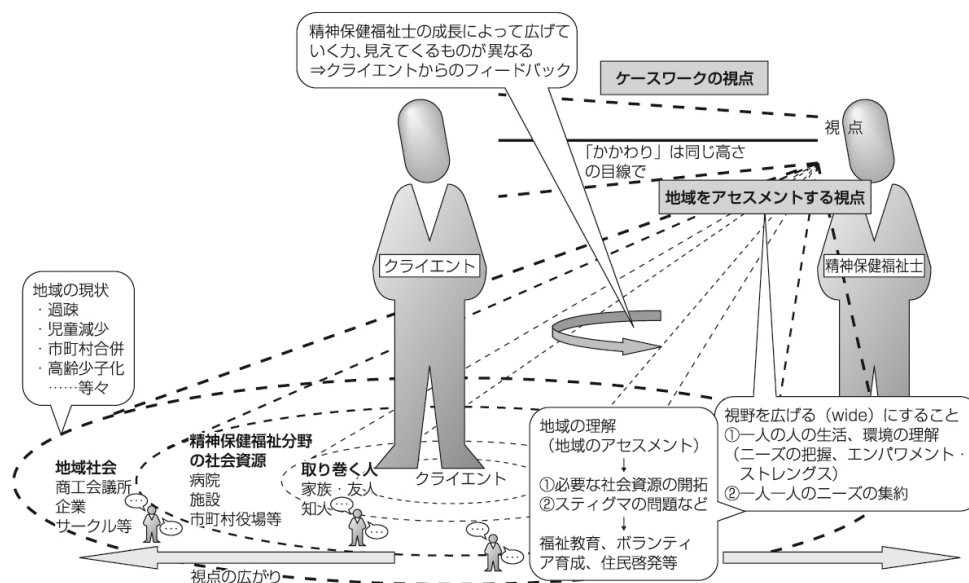 精神保健福祉士の成長によって広げて
いく力、見えてくるものが異なる
⇒クライエントからのフィードバック
ケースワークの視点
視 点
「かかわり」は同じ高さ
の目線で
地域をアセスメントする視点
クライエント
精神保健福祉士
地域の現状
・過疎
・児童減少
・市町村合併
・高齢少子化
……等々
地域社会
商工会議所
企業
サークル等
精神保健福祉分野
の社会資源
病院
施設
市町村役場等
取り巻く人
家族・友人
知人
クライエント
地域の理解
（地域のアセスメント）
①必要な社会資源の開拓
②スティグマの問題など
福祉教育、ボランティ
ア育成、住民啓発等
視野を広げる（wide）にすること
①一人の人の生活、環境の理解
（ニーズの把握、エンパワメント・
ストレングス）
②一人一人のニーズの集約
視点の広がり